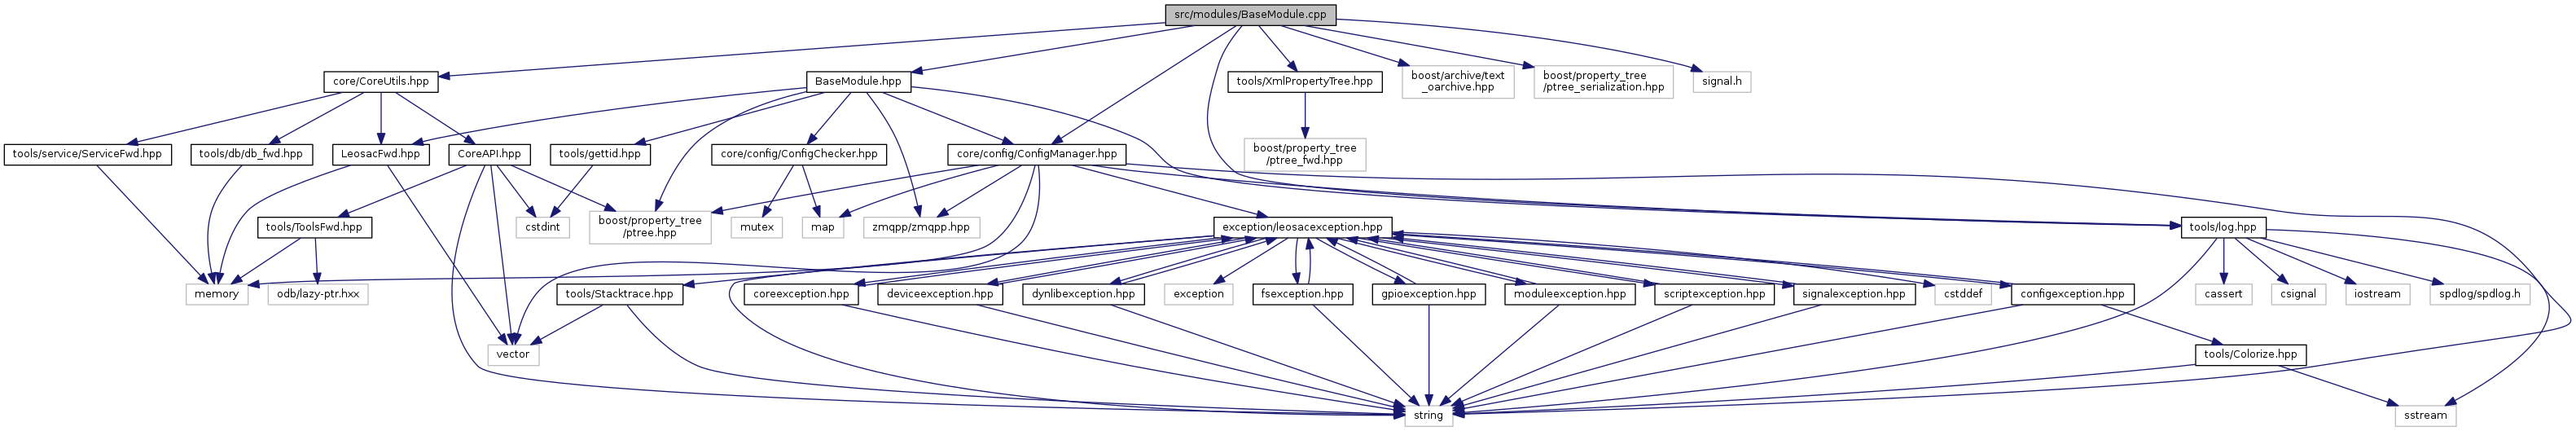 src/modules/BaseModule.cpp
core/CoreUtils.hpp
BaseModule.hpp
tools/XmlPropertyTree.hpp
boost/archive/text
_oarchive.hpp
boost/property_tree
/ptree_serialization.hpp
signal.h
tools/service/ServiceFwd.hpp
tools/db/db_fwd.hpp
LeosacFwd.hpp
CoreAPI.hpp
tools/gettid.hpp
core/config/ConfigChecker.hpp
core/config/ConfigManager.hpp
boost/property_tree
/ptree_fwd.hpp
tools/ToolsFwd.hpp
cstdint
boost/property_tree
/ptree.hpp
mutex
map
zmqpp/zmqpp.hpp
exception/leosacexception.hpp
tools/log.hpp
memory
odb/lazy-ptr.hxx
tools/Stacktrace.hpp
coreexception.hpp
deviceexception.hpp
dynlibexception.hpp
exception
fsexception.hpp
gpioexception.hpp
moduleexception.hpp
scriptexception.hpp
signalexception.hpp
cstddef
configexception.hpp
cassert
csignal
iostream
spdlog/spdlog.h
vector
tools/Colorize.hpp
string
sstream